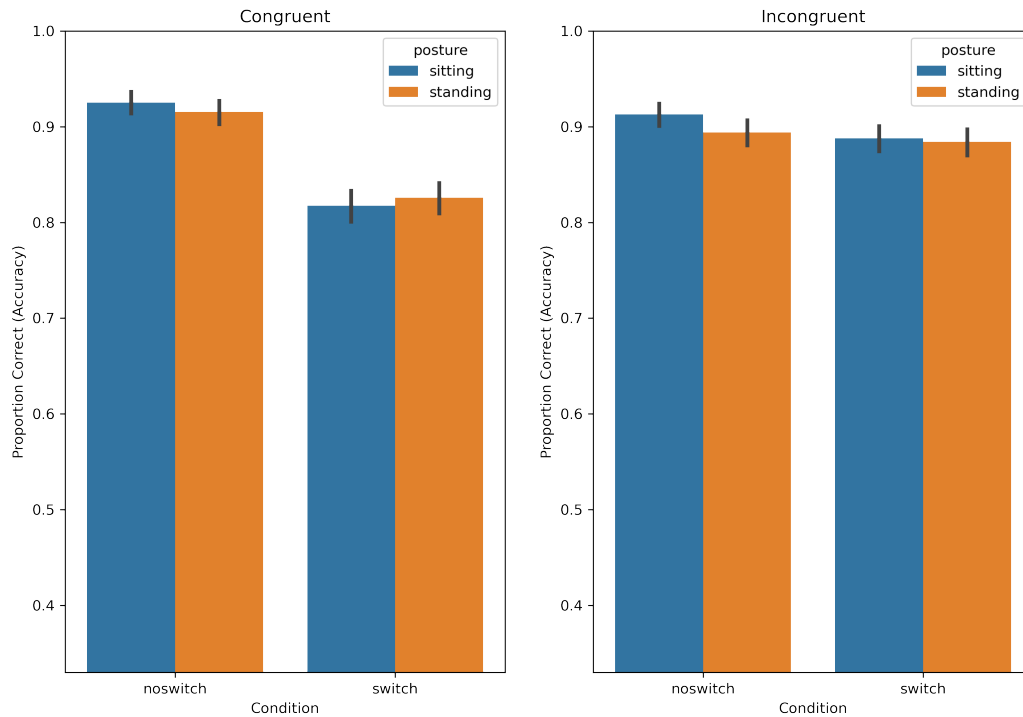 Congruent
posture
sitting
standing
1.0
0.9
0.8
0.7
0.6
0.5
0.4
Proportion Correct (Accuracy)
noswitch
switch
Condition
Incongruent
posture
sitting
standing
1.0
0.9
0.8
0.7
0.6
0.5
0.4
Proportion Correct (Accuracy)
noswitch
switch
Condition